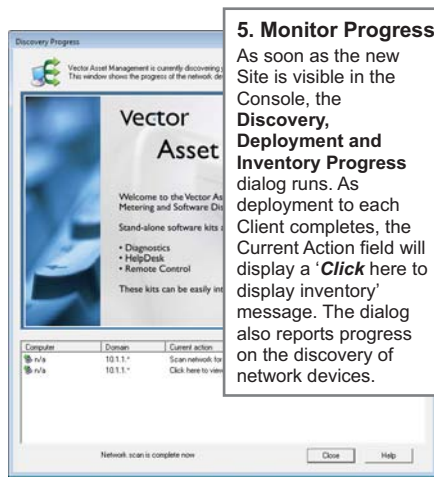 Discovery Progress
Vector Asset Management is currently discovering
This window shows the progress of the network
Vector
Asset
Welcome to the Vector
Metering and Software
Stand-alone software kits
• Diagnostics
• HelpDesk
• Remote Control
These kits can be easily
Computer Domain Current action
n/a 10.1.1.* Scan network for
n/a 10.1.1.* Click here to view
Network scan is complete now
Close Help
5. Monitor Progress
As soon as the new
Site is visible in the
Console, the
Discovery,
Deployment and
Inventory Progress
dialog runs. As
deployment to each
Client completes, the
Current Action field will
display a ‘Click here to
display inventory’
message. The dialog
also reports progress
on the discovery of
network devices.